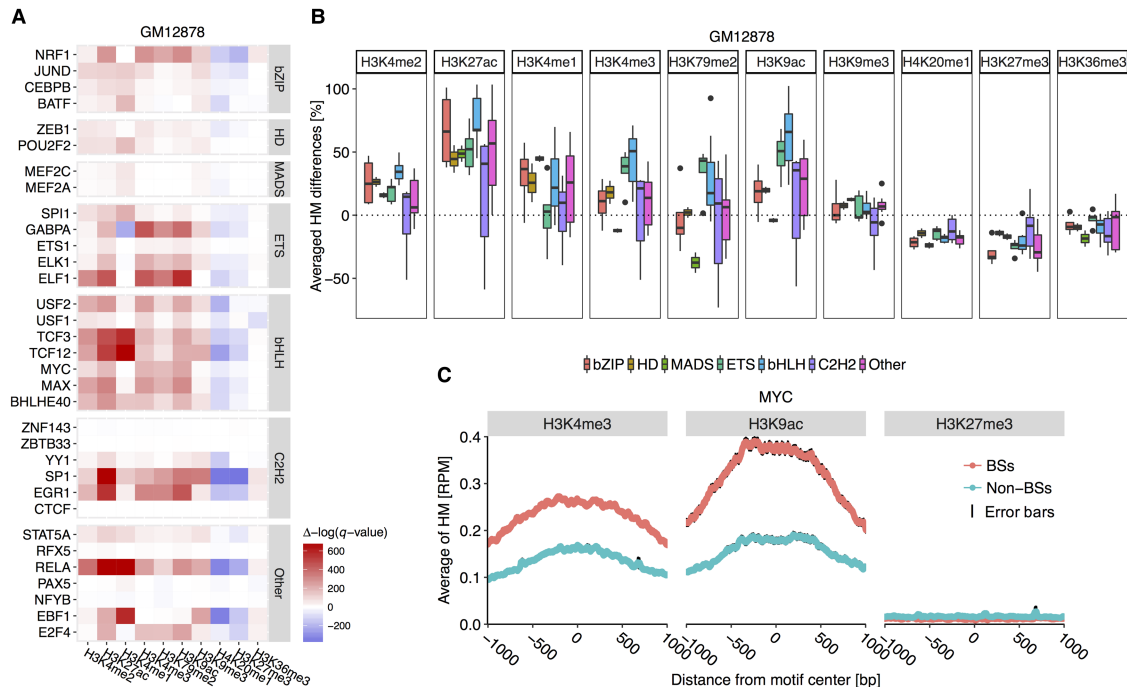 A
GM12878
NRF1
JUND
CEBPB
BATF
bZIP
ZEB1
POU2F2
HD
MEF2C
MEF2A
MADS
SPI1
GABPA
ETS1
ELK1
ELF1
ETS
USF2
USF1
TCF3
TCF12
MYC
MAX
BHLHE40
bHLH
ZNF143
ZBTB33
YY1
SP1
EGR1
CTCF
C2H2
STAT5A
RFX5
RELA
PAX5
NFYB
EBF1
E2F4
Other
H3K4me2
H3K27ac
H3K4me1
H3K4me3
H3K79me2
H3K9ac
H3K9me3
H4K20me1
H3K27me3
H3K36me3
Δ−log(q−value)
600
400
200
0
−200
B
GM12878
H3K4me2 H3K27ac H3K4me1 H3K4me3 H3K79me2 H3K9ac H3K9me3 H4K20me1 H3K27me3 H3K36me3
Averaged HM differences [%]
100
50
0
−50
bZIP HD MADS ETS bHLH C2H2 Other
C
MYC
H3K4me3 H3K9ac H3K27me3
Average of HM [RPM]
0.4
0.3
0.2
0.1
0.0
BSs
Non−BSs
Error bars
−1000 −500 0 500 1000 −1000 −500 0 500 1000 −1000 −500 0 500 1000
Distance from motif center [bp]